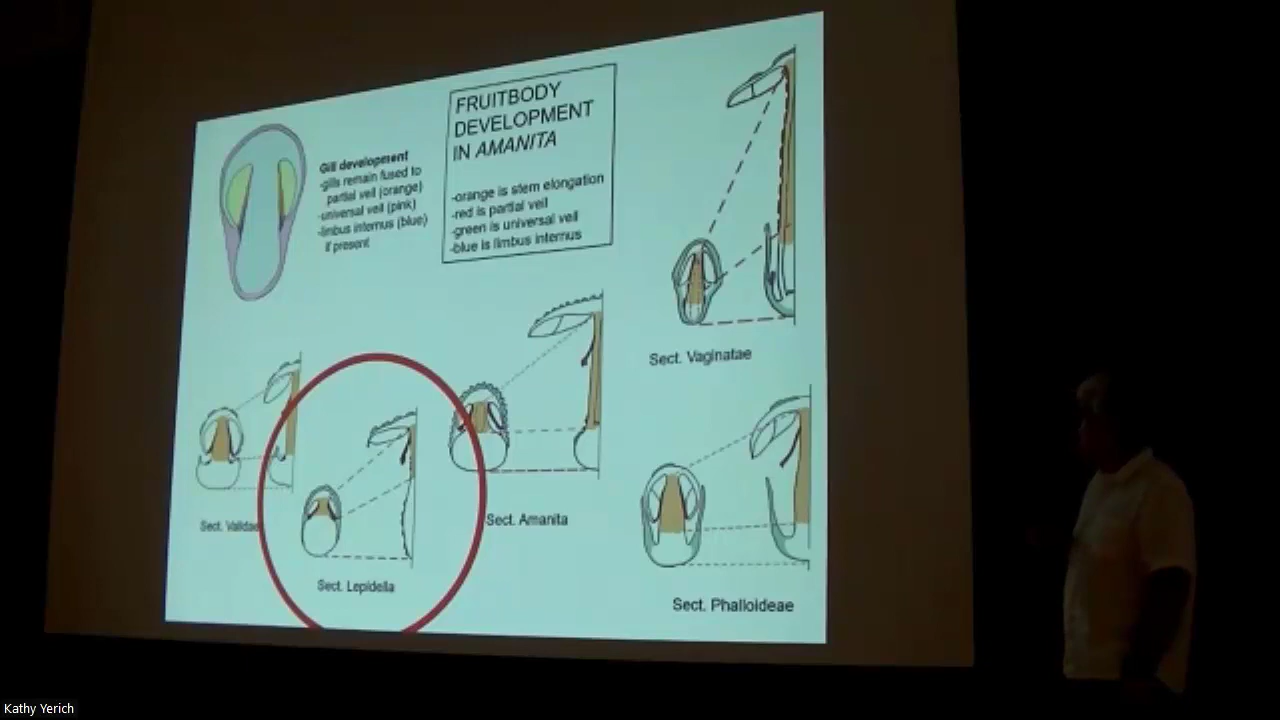 FRUITBODY
DEVELOPMENT
IN AMANITA
-orange is stem elongation
-red is partial veil
-green is universal veil
-blue is limbus internus
Gill development
-gills remain fused to
partial veil (orange)
-universal veil (pink)
-limbus internus (blue)
if present
Sect. Vaginatae
Sect. Validae
Sect. Amanita
Sect. Lepidella
Sect. Phalloideae
Kathy Yerich